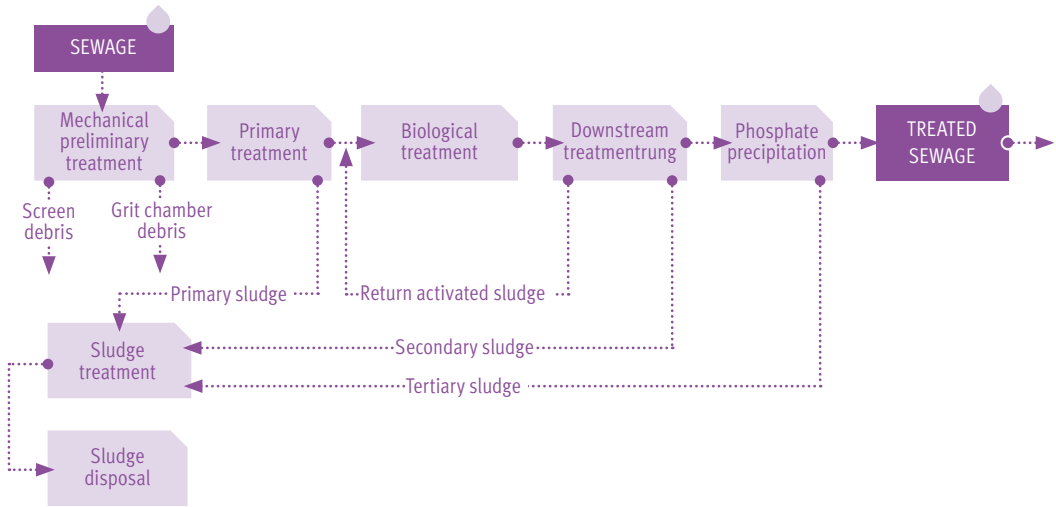 SEWAGE
Mechanical
preliminary
treatment
Primary
treatment
Biological
treatment
Downstream
treatmentrung
Phosphate
precipitation
TREATED
SEWAGE
Screen
debris
Grit chamber
debris
Primary sludge
Return activated sludge
Sludge
treatment
Secondary sludge
Tertiary sludge
Sludge
disposal